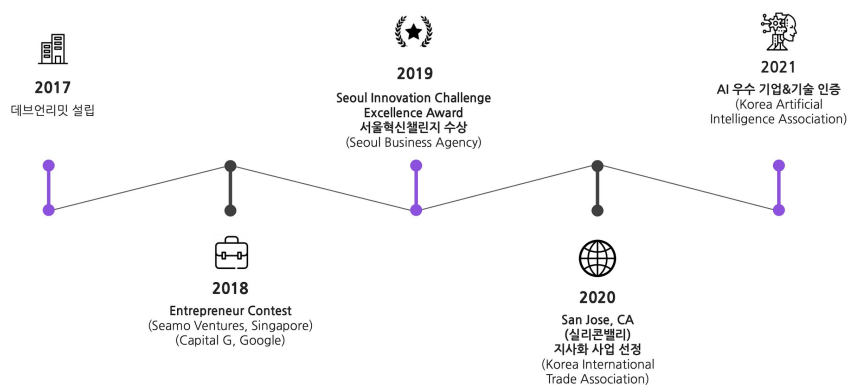 2017
데브언리밋 설립
2018
Entrepreneur Contest
(Seamo Ventures, Singapore)
(Capital G, Google)
2019
Seoul Innovation Challenge
Excellence Award
서울혁신챌린지 수상
(Seoul Business Agency)
2020
San Jose, CA
(실리콘밸리)
지사화 사업 선정
(Korea International
Trade Association)
2021
AI 우수 기업&기술 인증
(Korea Artificial
Intelligence Association)